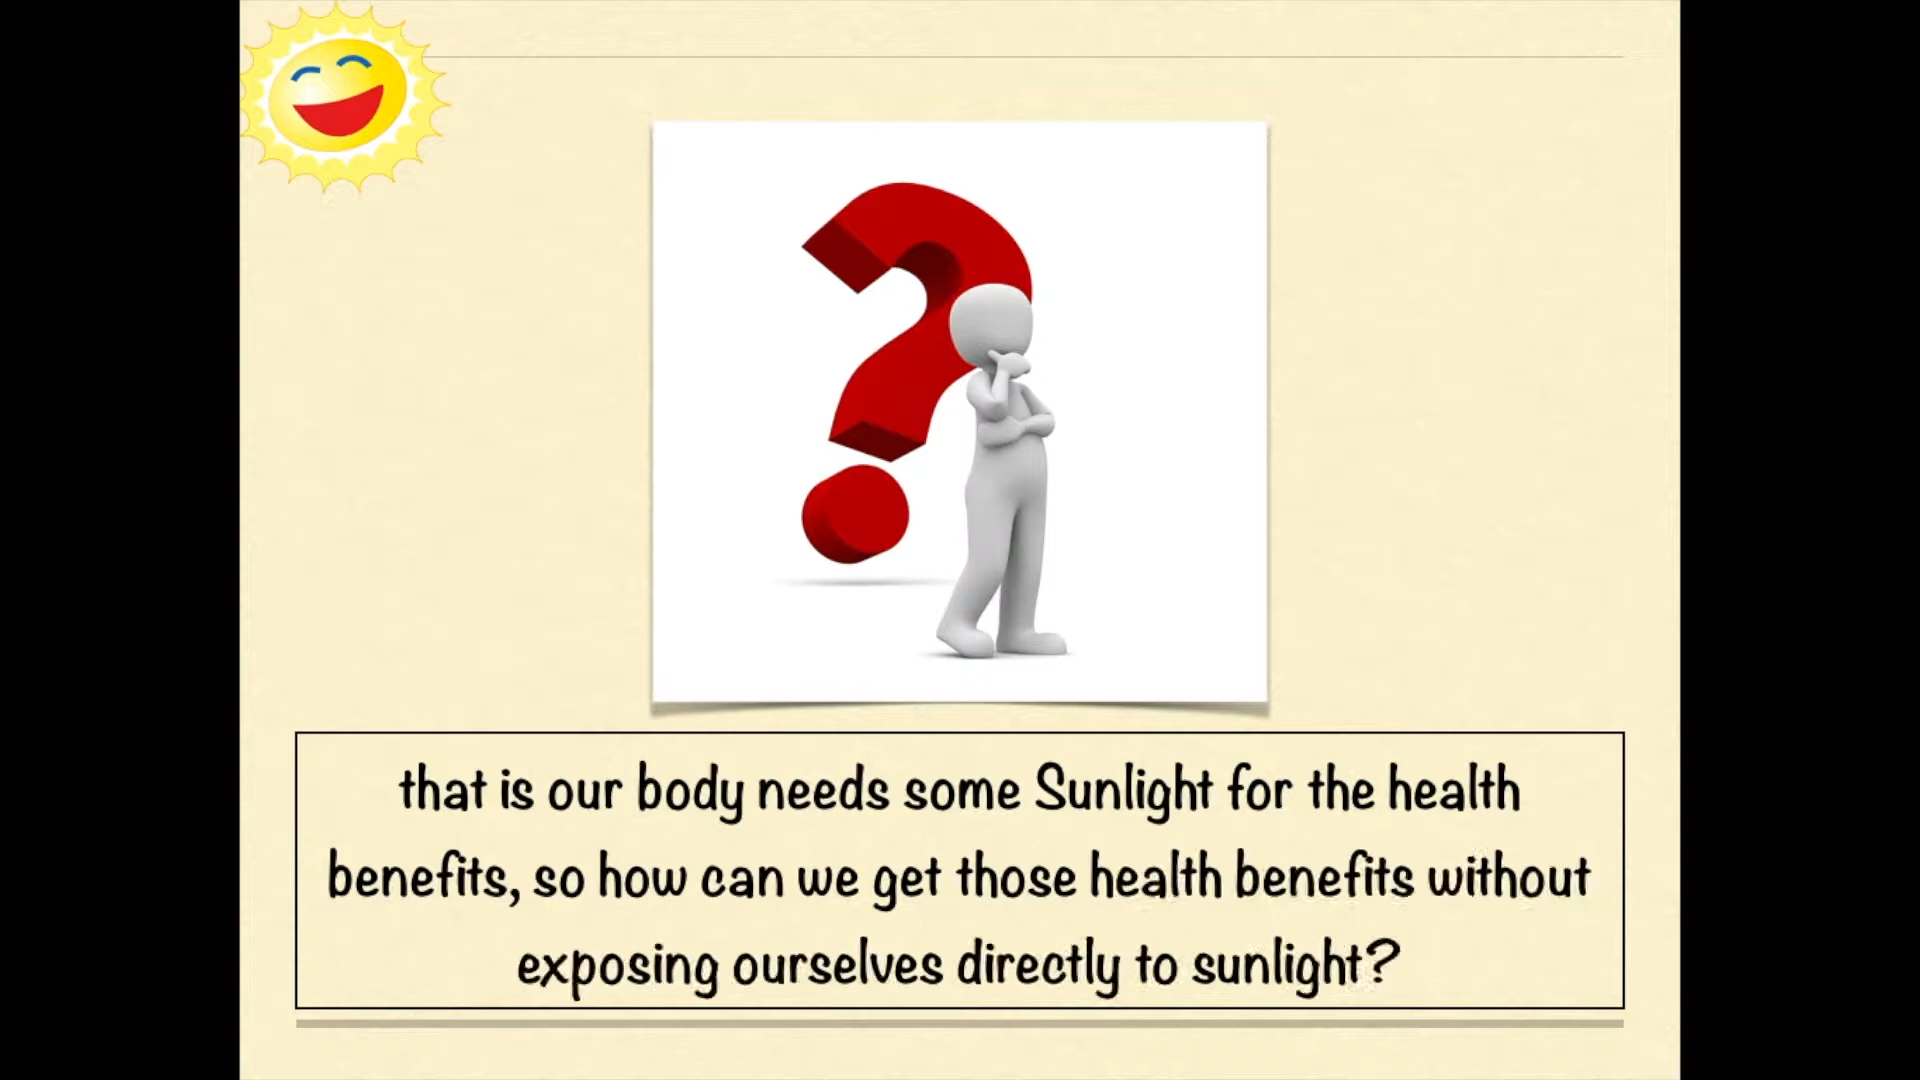 that is our body needs some Sunlight for the health
benefits, so how can we get those health benefits without
exposing ourselves directly to sunlight?